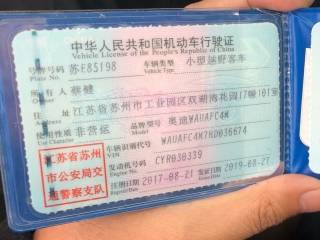 中华人民共和国机动车行驶证
Vehicle License of the People's Republic of China
号牌号码 苏E85198 车辆类型 小型越野客车
Plate No. Vehicle Type
所有人 蔡健
Owner
住址 江苏省苏州市工业园区双湖湾花园17幢101室
Address
使用性质 非营运 品牌型号 奥迪WAUAFC4M
Use Character Model
江苏省苏州 车辆识别代号 WAUAFC4M7HD036674
VIN
市公安局交 发动机号码 CYR030339
Engine No.
通警察支队 注册日期 2017-08-21 发证日期 2019-08-27
Register Date Issue Date